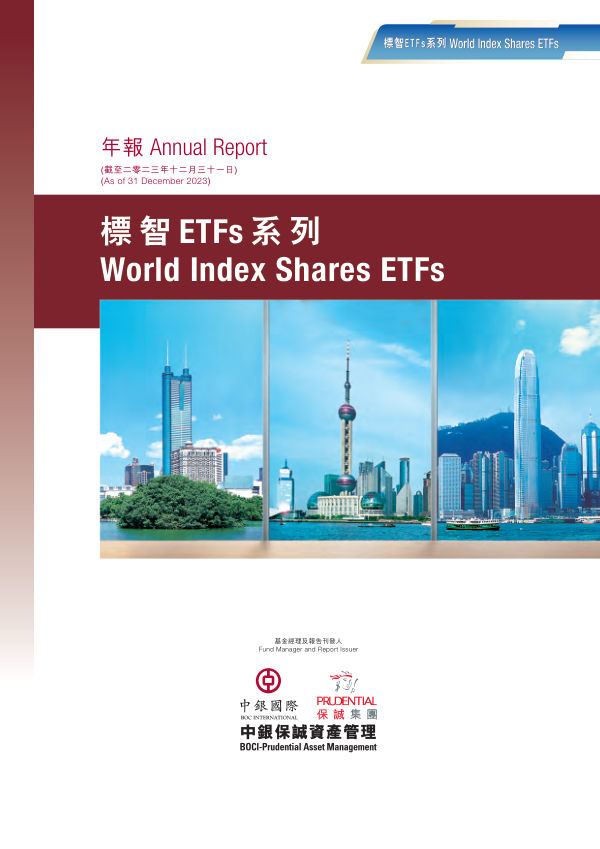 標智ETFs系列 World Index Shares ETFs
年報 Annual Report
(截至二零二三年十二月三十一日)
(As of 31 December 2023)
標智ETFs系列
World Index Shares ETFs
基金經理及報告刊發人
Fund Manager and Report Issuer
中銀國際
BOC INTERNATIONAL
PRUDENTIAL
保誠集團
中銀保誠資產管理
BOCI-Prudential Asset Management